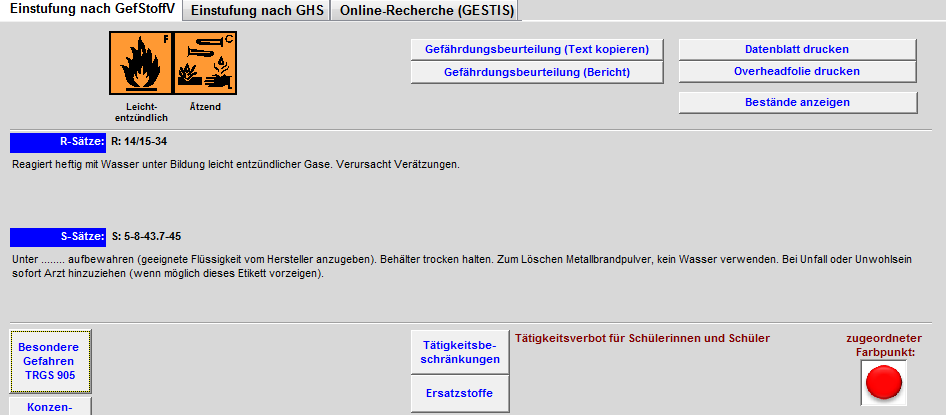 Einstufung nach GefStoffV
Einstufung nach GHS
Online-Recherche (GESTIS)
F
C
Leicht-
entzündlich
Ätzend
Gefährdungsbeurteilung (Text kopieren)
Gefährdungsbeurteilung (Bericht)
Datenblatt drucken
Overheadfolie drucken
Bestände anzeigen
R-Sätze: R: 14/15-34
Reagiert heftig mit Wasser unter Bildung leicht entzündlicher Gase. Verursacht Verätzungen.
S-Sätze: S: 5-8-43.7-45
Unter ........ aufbewahren (geeignete Flüssigkeit vom Hersteller anzugeben). Behälter trocken halten. Zum Löschen Metallbrandpulver, kein Wasser verwenden. Bei Unfall oder Unwohlsein
sofort Arzt hinzuziehen (wenn möglich dieses Etikett vorzeigen).
Besondere
Gefahren
TRGS 905
Konzen-
Tätigkeitsbe-
schränkungen
Ersatzstoffe
Tätigkeitsverbot für Schülerinnen und Schüler
zugeordneter
Farbpunkt: